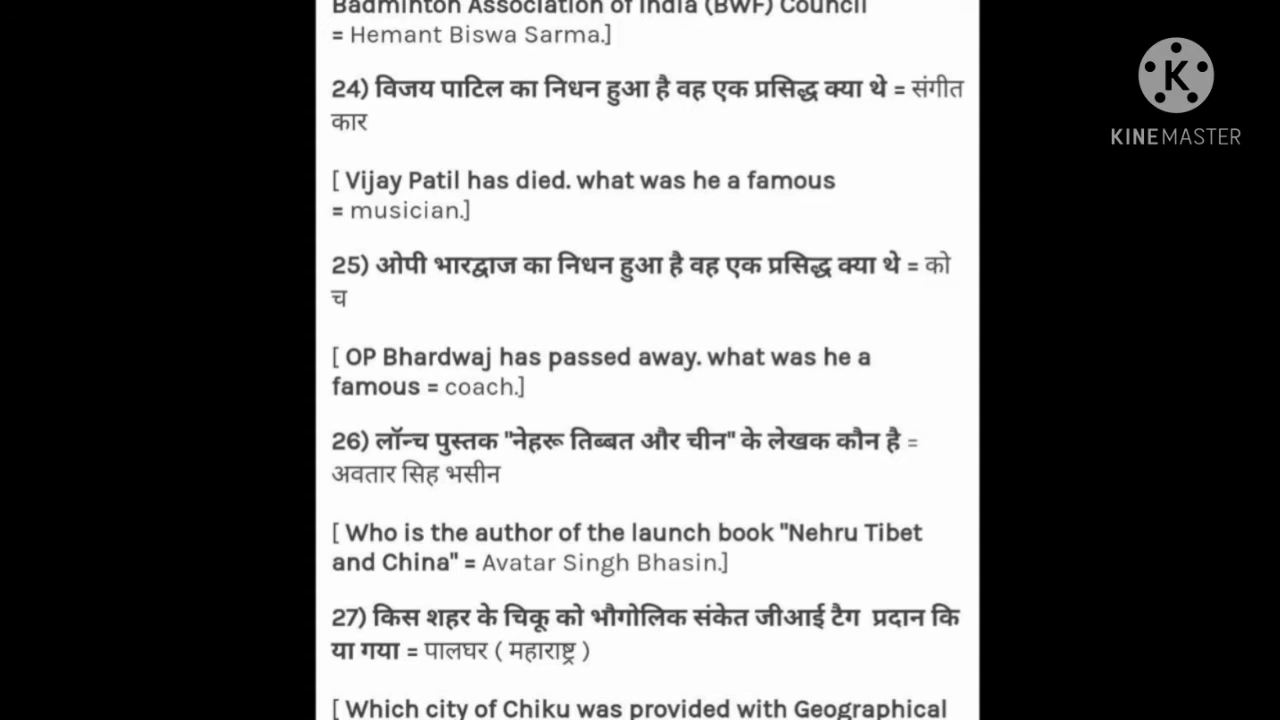 Badminton Association of India (BWF) Council
= Hemant Biswa Sarma.]
24) विजय पाटिल का निधन हुआ है वह एक प्रसिद्ध क्या थे = संगीत
कार
[ Vijay Patil has died. what was he a famous
= musician.]
25) ओपी भारद्वाज का निधन हुआ है वह एक प्रसिद्ध क्या थे = को
च
[ OP Bhardwaj has passed away. what was he a
famous = coach.]
26) लॉन्च पुस्तक "नेहरू तिब्बत और चीन" के लेखक कौन है =
अवतार सिह भसीन
[ Who is the author of the launch book "Nehru Tibet
and China" = Avatar Singh Bhasin.]
27) किस शहर के चिकू को भौगोलिक संकेत जीआई टैग प्रदान कि
या गया = पालघर ( महाराष्ट्र )
[ Which city of Chiku was provided with Geographical
K
KINEMASTER